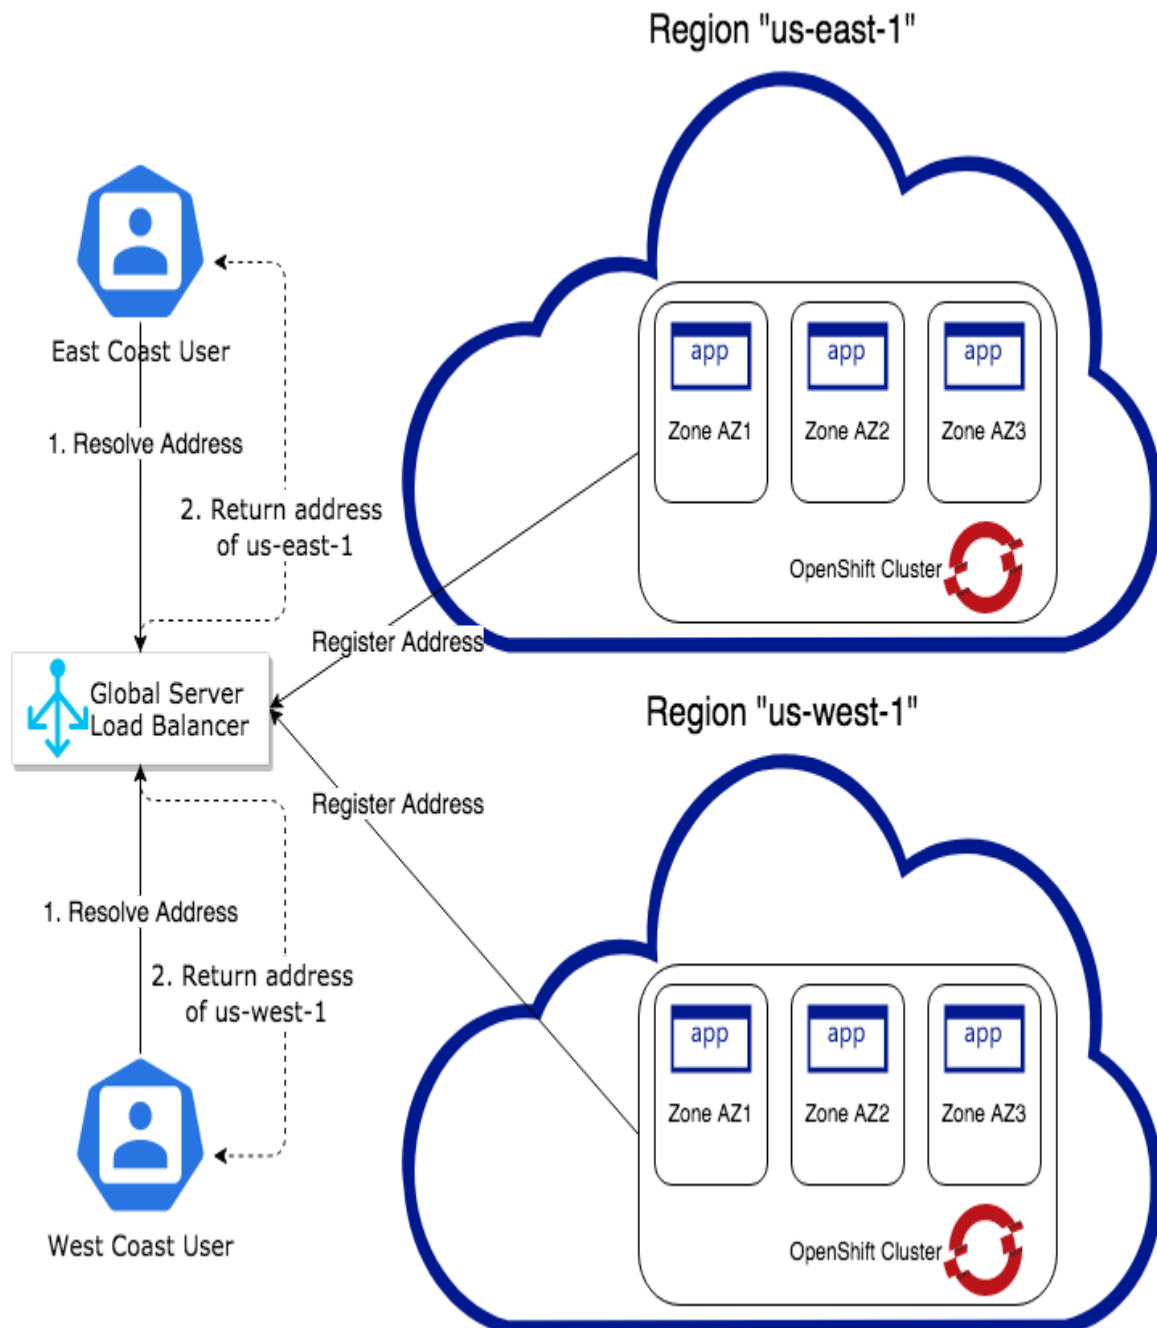 Region "us-east-1"
East Coast User
1. Resolve Address
2. Return address
of us-east-1
app
app
app
Zone AZ1
Zone AZ2
Zone AZ3
OpenShift Cluster
Register Address
Global Server
Load Balancer
Region "us-west-1"
Register Address
1. Resolve Address
2. Return address
of us-west-1
West Coast User
app
app
app
Zone AZ1
Zone AZ2
Zone AZ3
OpenShift Cluster